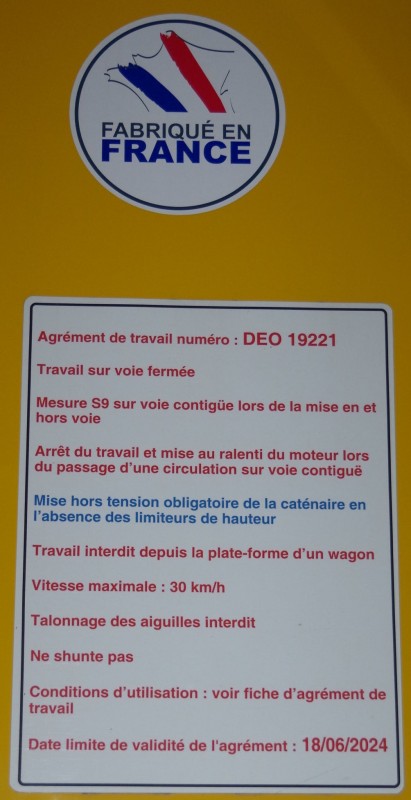 FABRIQUÉ EN
FRANCE
Agrément de travail numéro : DEO 19221
Travail sur voie fermée
Mesure S9 sur voie contigüe lors de la mise en et
hors voie
Arrêt du travail et mise au ralenti du moteur lors
du passage d'une circulation sur voie contiguë
Mise hors tension obligatoire de la caténaire en
l'absence des limiteurs de hauteur
Travail interdit depuis la plate-forme d'un wagon
Vitesse maximale : 30 km/h
Talonnage des aiguilles interdit
Ne shunte pas
Conditions d'utilisation : voir fiche d'agrément de
travail
Date limite de validité de l'agrément : 18/06/2024